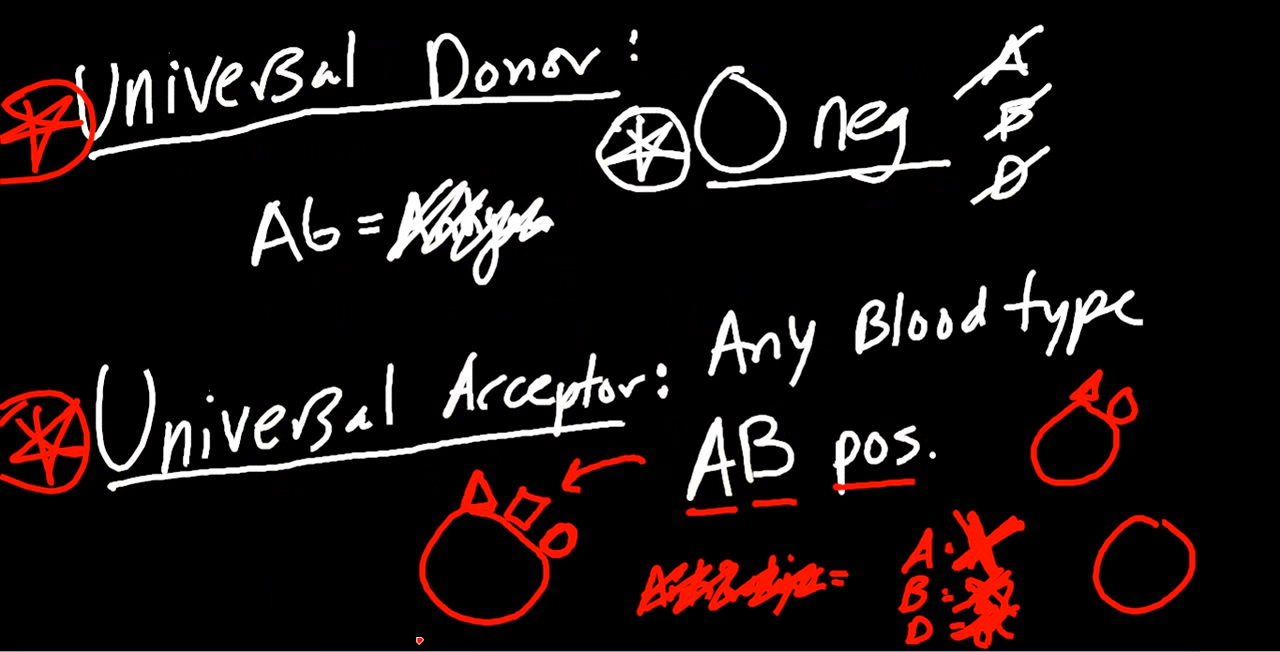 Universal Donor:
O neg
A
B
D
Ab =
Universal Acceptor: Any Blood type
AB pos.
=
A:
B:
D =